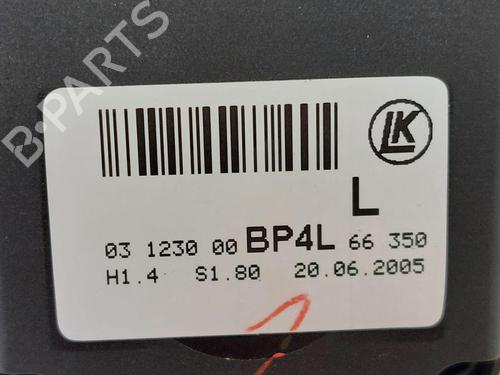 B-PARTS
LK
L
03 1230 00 BP4L 66 350
H1.4 S1.80 20.06.2005